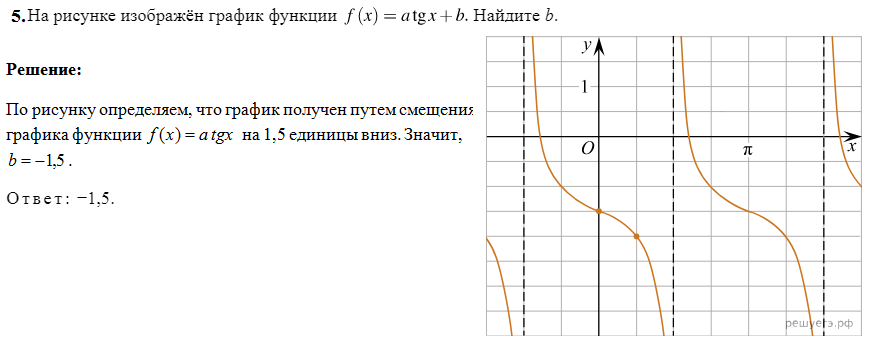 5.На рисунке изображён график функции f(x) = a tg x + b. Найдите b.
Решение:
По рисунку определяем, что график получен путем смещения
графика функции f(x) = a tgx на 1,5 единицы вниз. Значит,
b = −1,5 .
Ответ: −1,5.
y
1
O
π
x
решуегэ.рф